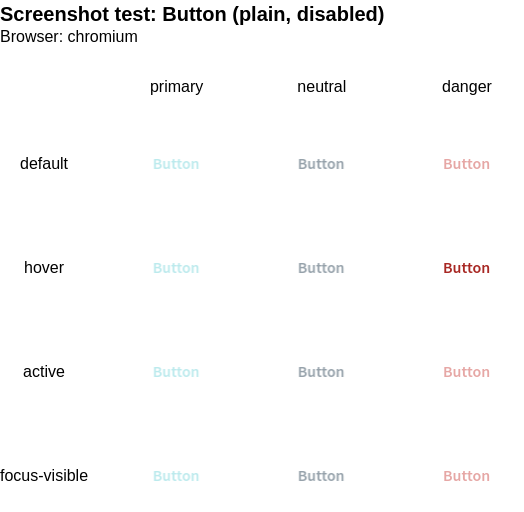 Screenshot test: Button (plain, disabled)
Browser: chromium
primary neutral danger
default Button Button Button
hover Button Button Button
active Button Button Button
focus-visible Button Button Button